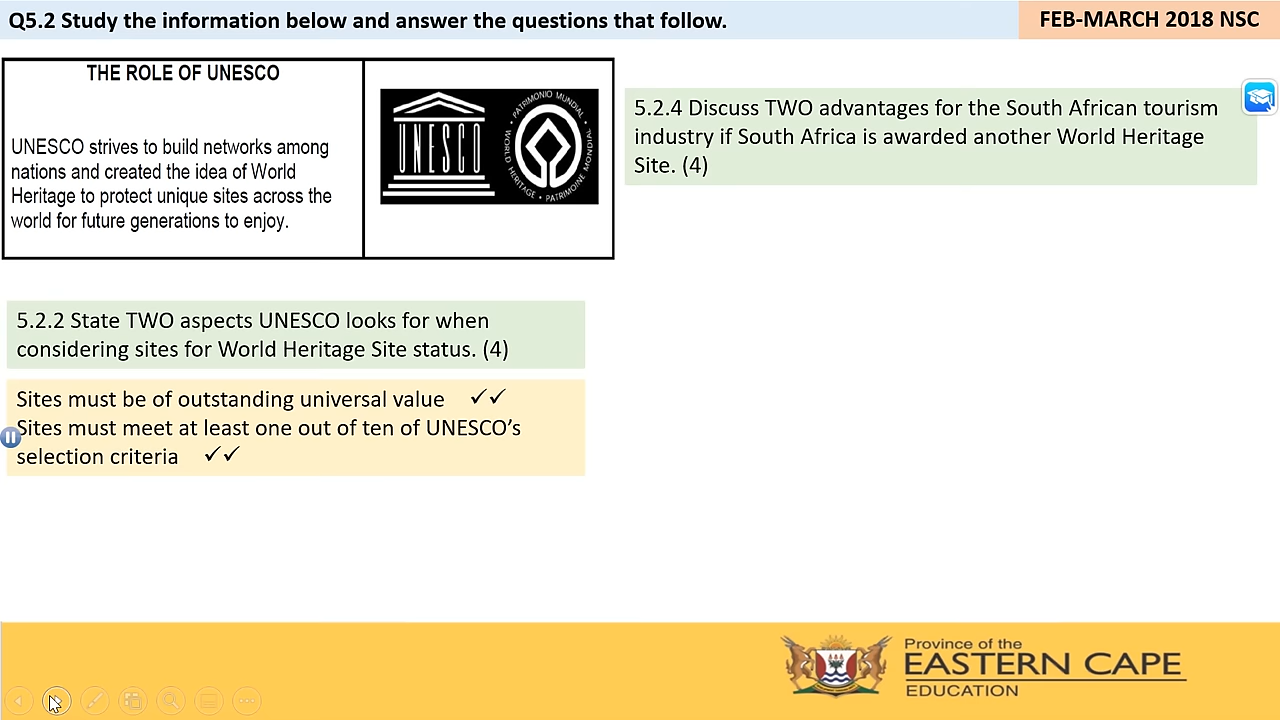 Q5.2 Study the information below and answer the questions that follow.
FEB-MARCH 2018 NSC
THE ROLE OF UNESCO
UNESCO strives to build networks among
nations and created the idea of World
Heritage to protect unique sites across the
world for future generations to enjoy.
UNESCO
PATRIMONIO MUNDIAL • WORLD HERITAGE • PATRIMOINE MONDIAL •
5.2.4 Discuss TWO advantages for the South African tourism
industry if South Africa is awarded another World Heritage
Site. (4)
5.2.2 State TWO aspects UNESCO looks for when
considering sites for World Heritage Site status. (4)
Sites must be of outstanding universal value ✓✓
Sites must meet at least one out of ten of UNESCO’s
selection criteria ✓✓
Province of the
EASTERN CAPE
EDUCATION